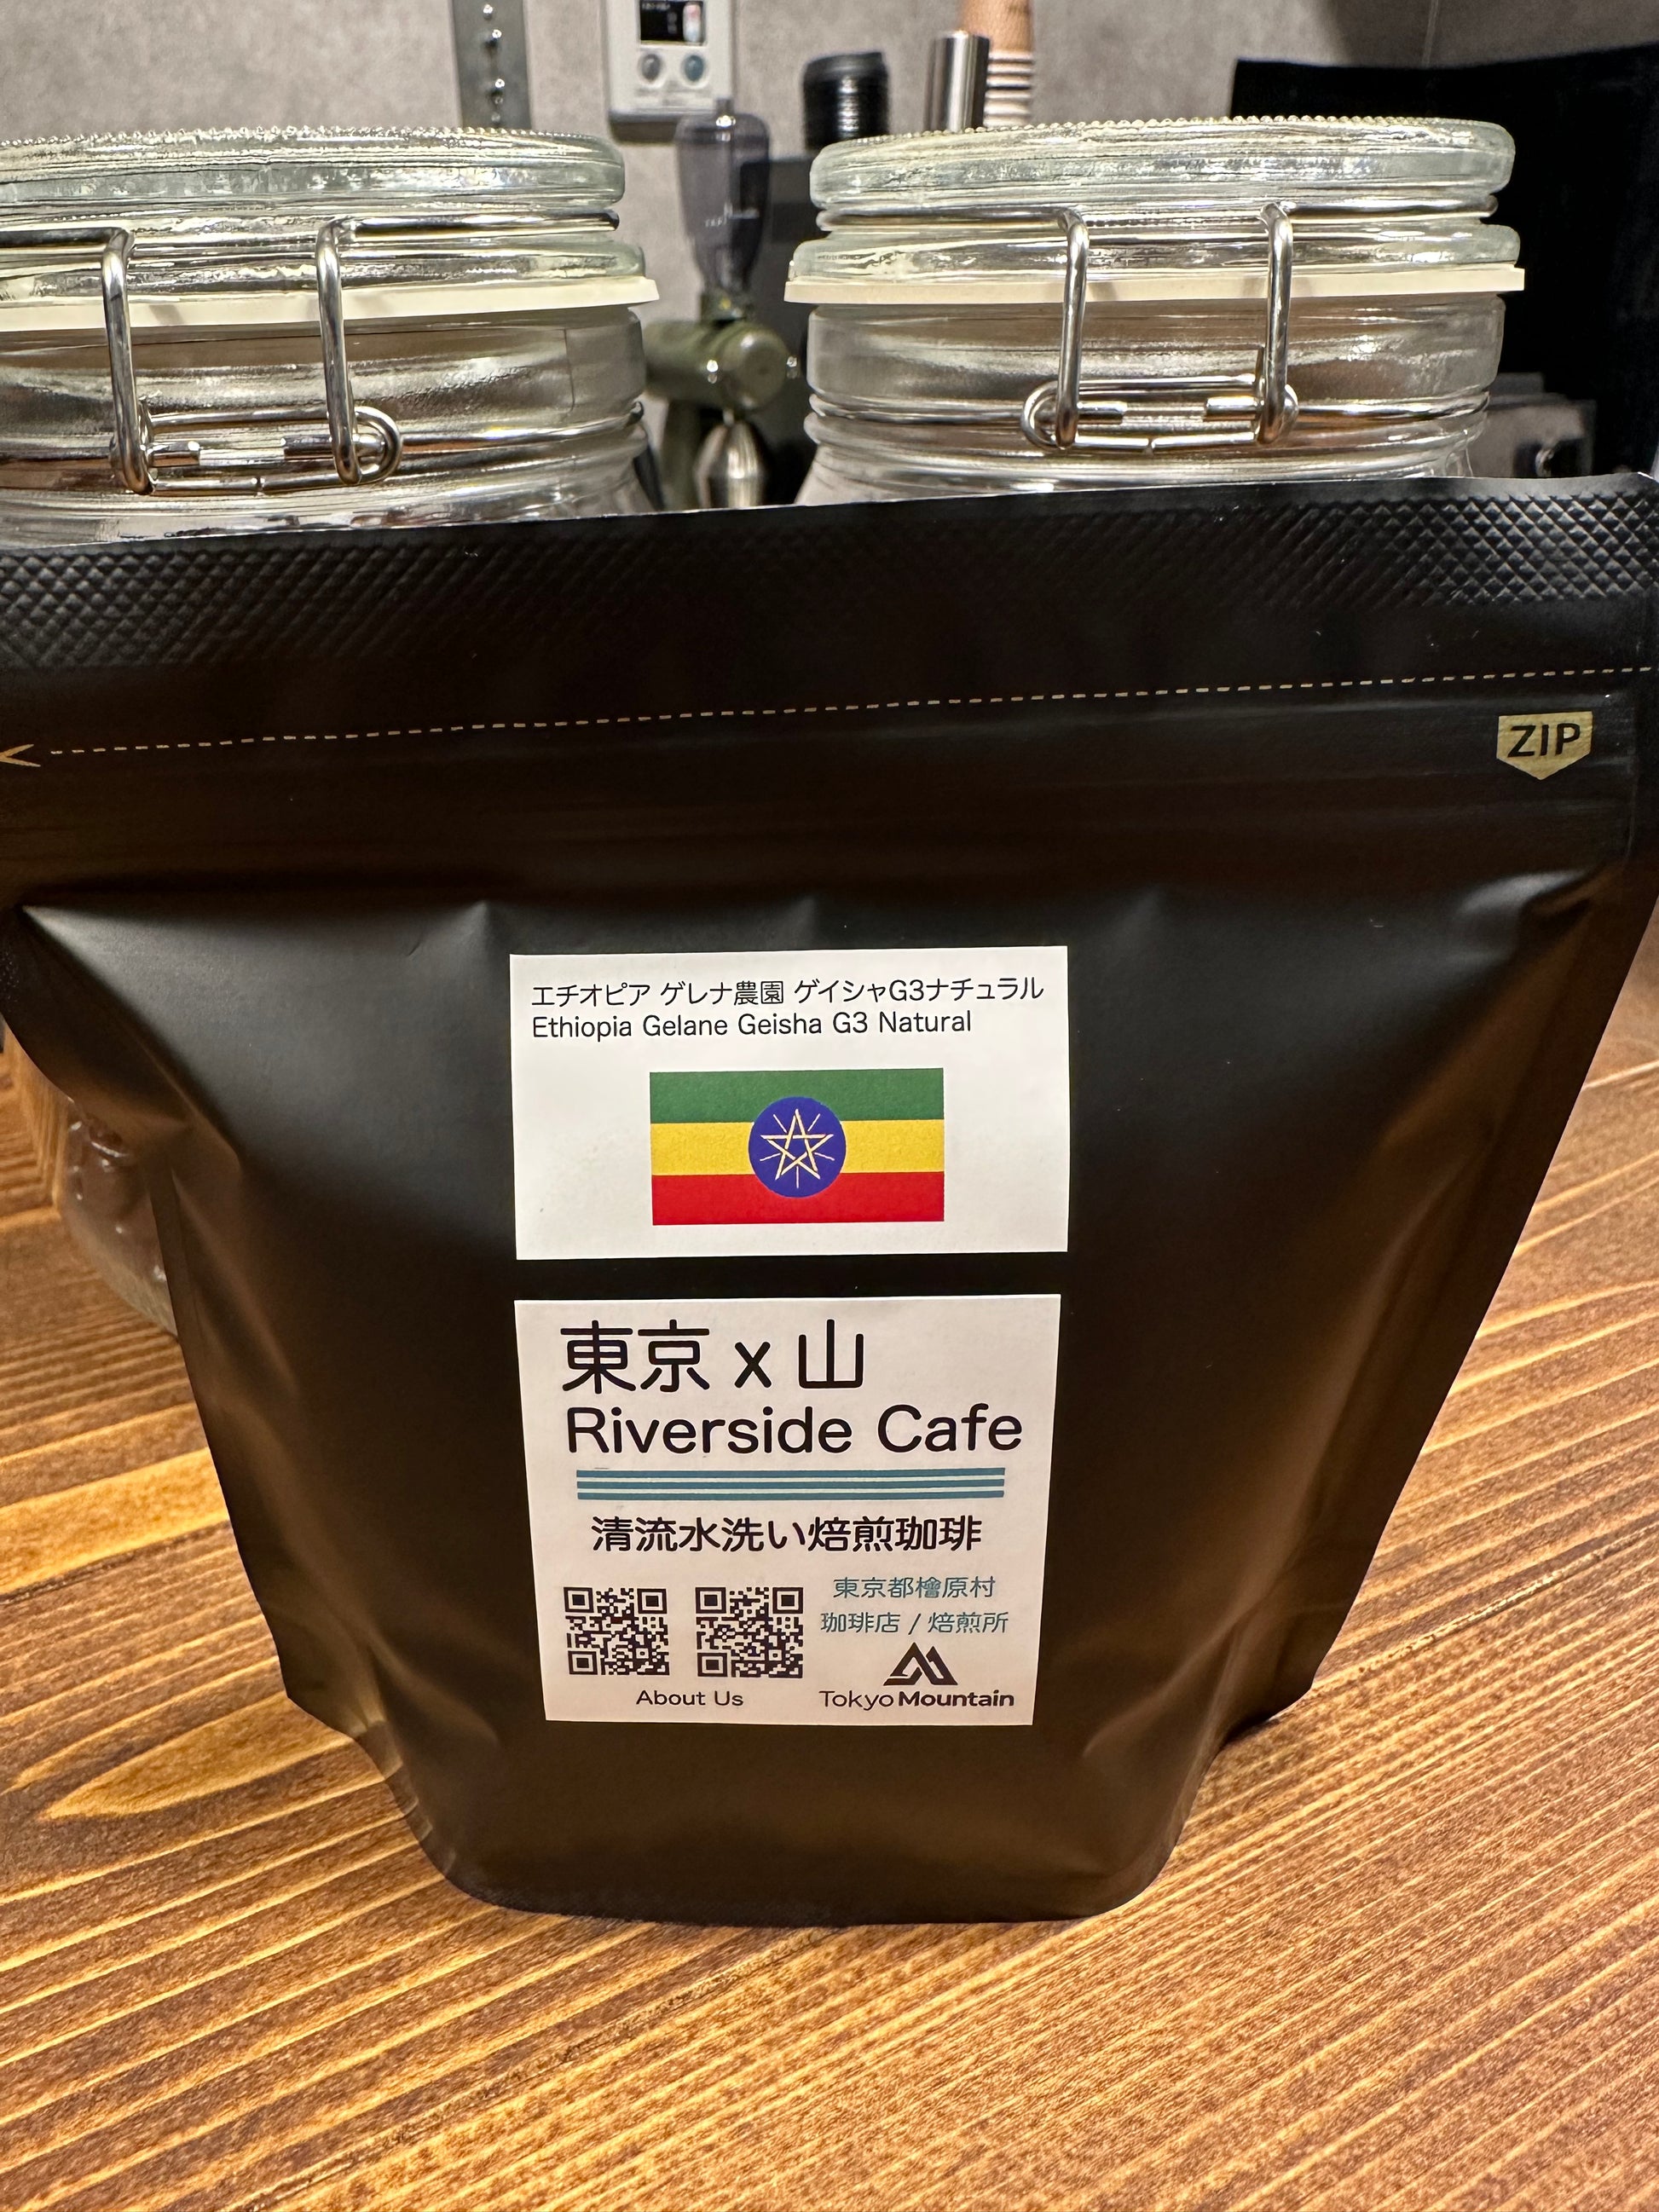 ZIP
エチオピア ゲレナ農園 ゲイシャG3ナチュラル
Ethiopia Gelane Geisha G3 Natural
東京 x 山
Riverside Cafe
清流水洗い焙煎珈琲
東京都檜原村
珈琲店 / 焙煎所
About Us
Tokyo Mountain